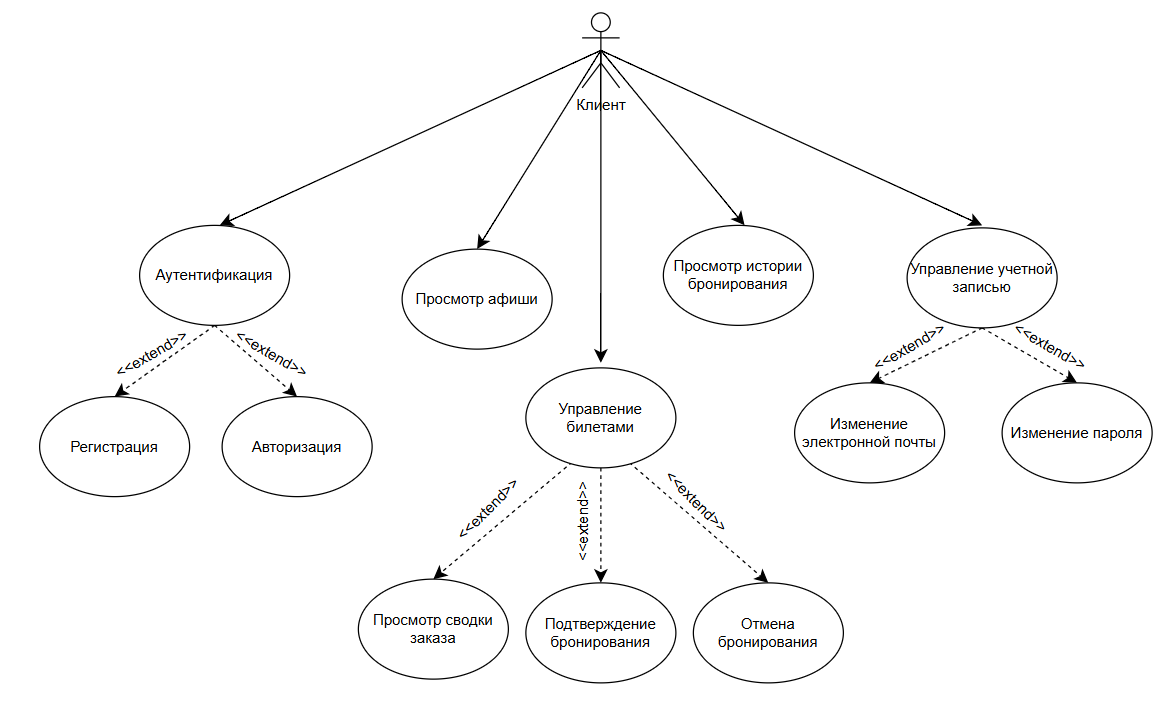 Клиент
Аутентификация
Просмотр афиши
Просмотр истории
бронирования
Управление учетной
записью
<<extend>>
<<extend>>
<<extend>>
<<extend>>
Регистрация
Авторизация
Управление
билетами
Изменение
электронной почты
Изменение пароля
<<extend>>
<<extend>>
<<extend>>
Просмотр сводки
заказа
Подтверждение
бронирования
Отмена
бронирования